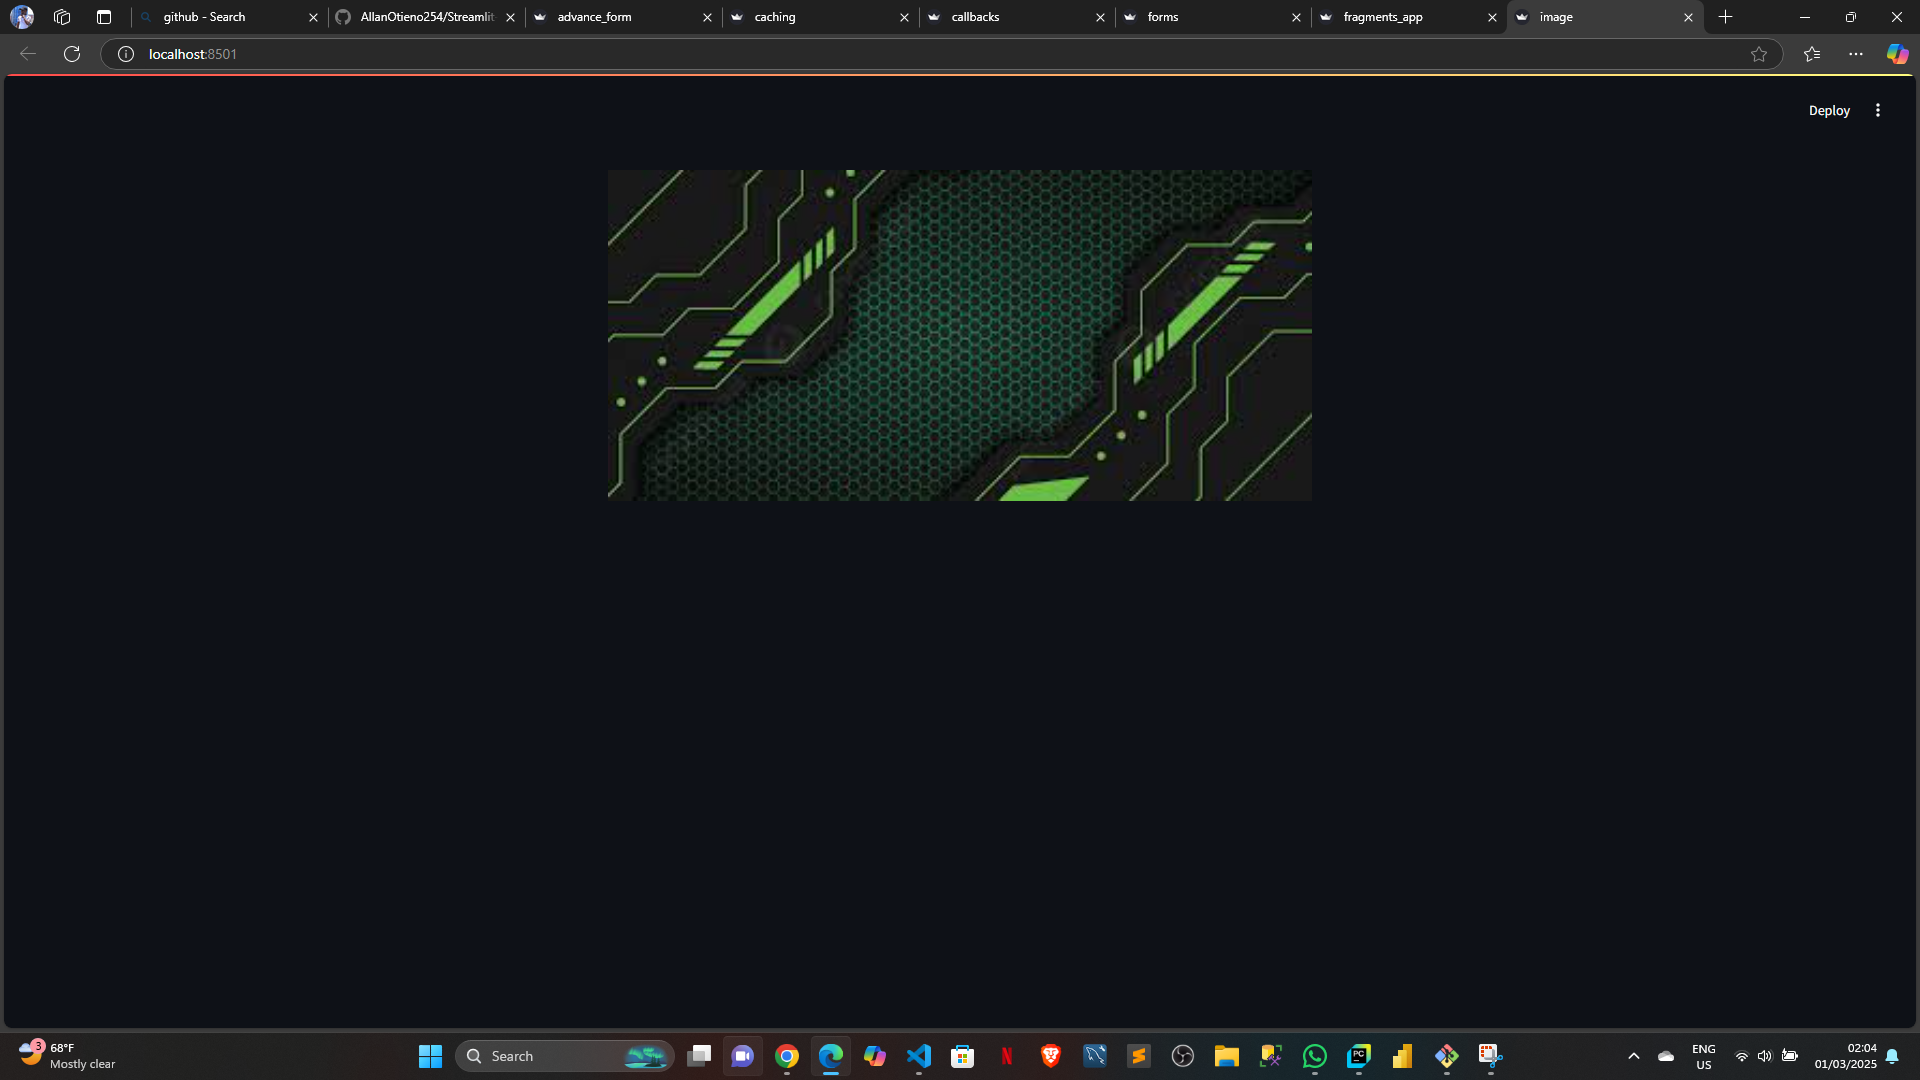 github - Search
AllanOtieno254/Streamlit
advance_form
caching
callbacks
forms
fragments_app
image
localhost:8501
Deploy
3
68°F
Mostly clear
Search
N
PC
ENG
US
02:04
01/03/2025